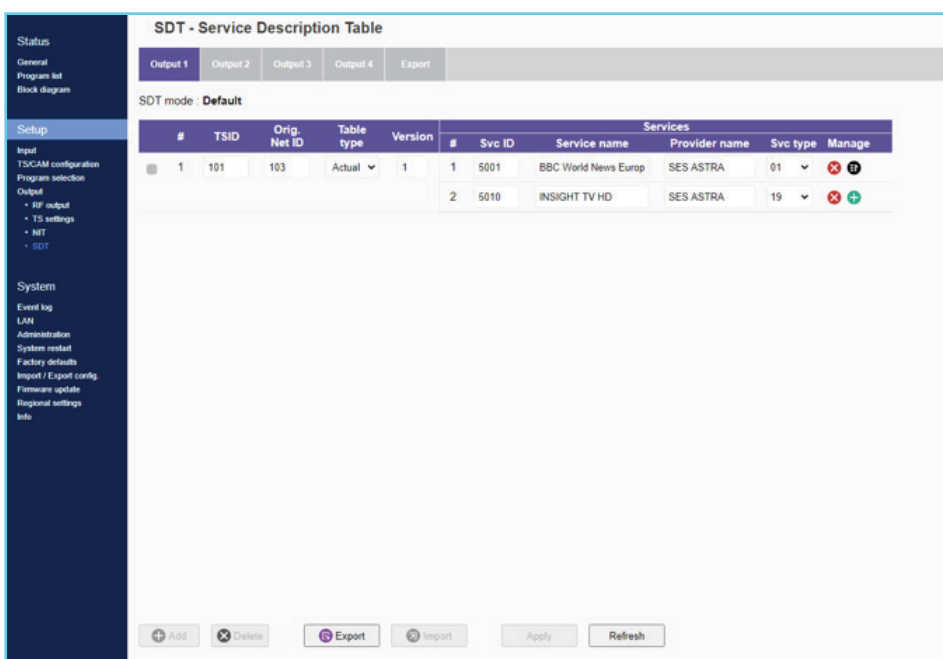 SDT - Service Description Table
Status
General
Program list
Block diagram
Setup
Input
TS/CAM configuration
Program selection
Output
• RF output
• TS settings
• NIT
• SDT
System
Event log
LAN
Administration
System restart
Factory defaults
Import / Export config.
Firmware update
Regional settings
Info
Output 1 Output 2 Output 3 Output 4 Export
SDT mode : Default
# TSID Orig. Net ID Table type Version Services
# Svc ID Service name Provider name Svc type Manage
1 101 103 Actual 1 1 5001 BBC World News Europ SES ASTRA 01
2 5010 INSIGHT TV HD SES ASTRA 19
Add Delete Export Import Apply Refresh